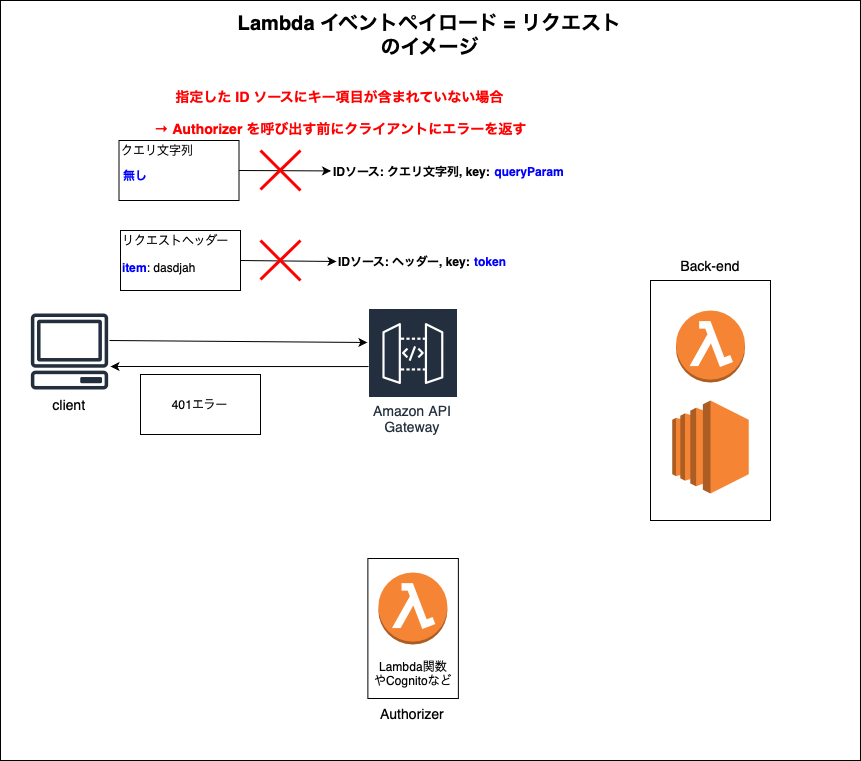 Lambda イベントペイロード = リクエスト
のイメージ
指定した ID ソースにキー項目が含まれていない場合
→ Authorizer を呼び出す前にクライアントにエラーを返す
クエリ文字列
無し
IDソース: クエリ文字列, key: queryParam
リクエストヘッダー
item: dasdjah
IDソース: ヘッダー, key: token
Back-end
client
401エラー
Amazon API
Gateway
Lambda関数
やCognitoなど
Authorizer